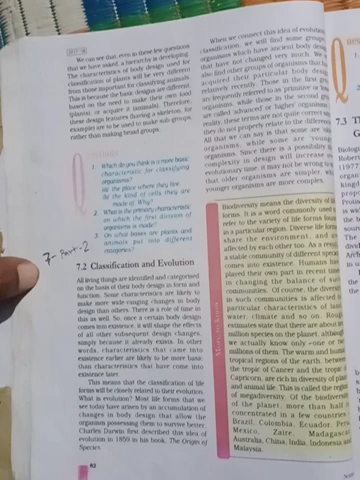 We can see that, even in these few questions
that we have asked, a hierarchy is developing.
The characteristics of body design used for
classification of plants will be very different
from those important for classifying animals.
This is because the basic designs are different,
based on the need to make their own food
(plants), or acquire it (animals). Therefore,
these design features (having a skeleton, for
example) are to be used to make sub-groups,
rather than making broad groups.
Q
Which do you think is a more basic
characteristic for classifying
organisms?
the place where they live.
the kind of cells they are
made of. Why?
2. What is the primary characteristic
on which the first division of
organisms is made?
3. On what bases are plants and
animals put into different
categories?
7- Part-2
7.2 Classification and Evolution
All living things are identified and categorised
on the basis of their body design in form and
function. Some characteristics are likely to
make more wide-ranging changes in body
design than others. There is a role of time in
this as well. So, once a certain body design
comes into existence, it will shape the effects
of all other subsequent design changes,
simply because it already exists. In other
words, characteristics that came into
existence earlier are likely to be more basic
than characteristics that have come into
existence later.
This means that the classification of life
forms will be closely related to their evolution.
What is evolution? Most life forms that we
see today have arisen by an accumulation of
changes in body design that allow the
organism possessing them to survive better.
Charles Darwin first described this idea of
evolution in 1859 in his book, The Origin of
Species.
82
When we connect this idea of evolution
classification, we will find some groups
organisms which have ancient body design
that have not changed very much. We
also find other groups of organisms that
acquired their particular body design
relatively recently. Those in the first
are frequently referred to as 'primitive' or
organisms, while those in the second
are called 'advanced' or 'higher' organisms.
reality, these terms are not quite correct
they do not properly relate to the differences
All that we can say is that some are
organisms, while some are 'younger'
organisms. Since there is a possibility
complexity in design will increase
evolutionary time, it may not be wrong to
that older organisms are simpler,
younger organisms are more complex.
More to know
Biodiversity means the diversity of
forms. It is a word commonly used
refer to the variety of life forms found
in a particular region. Diverse life forms
share the environment, and
affected by each other too. As a result
a stable community of different species
comes into existence. Humans have
played their own part in recent times
in changing the balance of such
communities. Of course, the diversity
in such communities is affected by
particular characteristics of land
water, climate and so on. Rough
estimates state that there are about
million species on the planet, although
we actually know only one or two
millions of them. The warm and humid
tropical regions of the earth, between
the tropic of Cancer and the tropic of
Capricorn, are rich in diversity of plant
and animal life. This is called the region
of megadiversity. Of the biodiversity
of the planet, more than half is
concentrated in a few countries
Brazil, Colombia, Ecuador, Peru,
Mexico, Zaire, Madagascar,
Australia, China, India, Indonesia and
Malaysia.
Q
1.
7.3